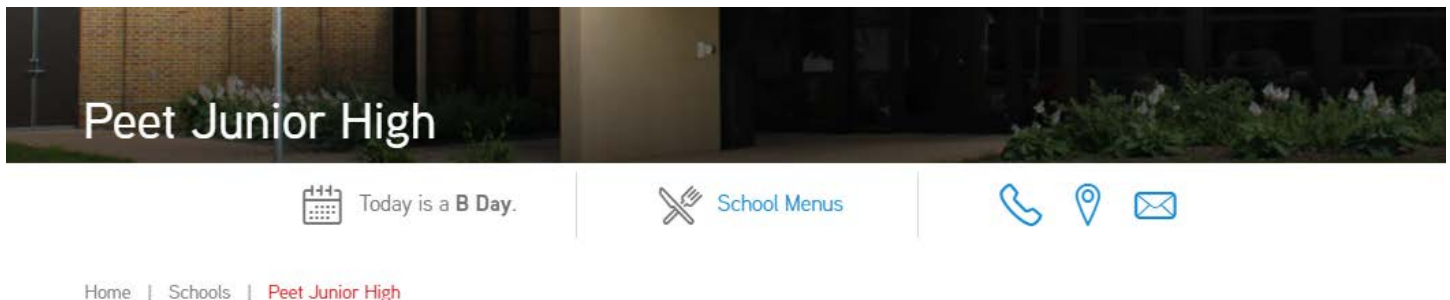 Peet Junior High
Today is a B Day.
School Menus
Home | Schools | Peet Junior High